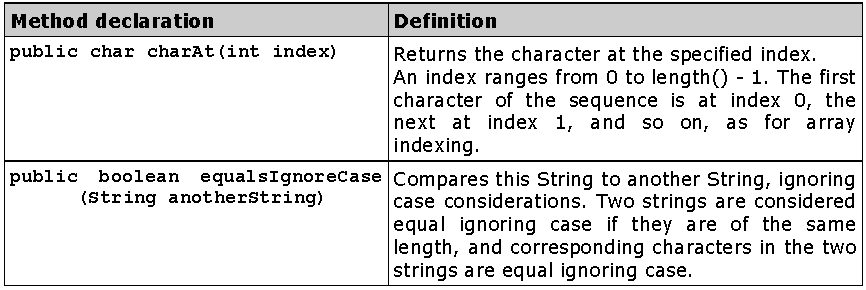 Method declaration
Definition
public char charAt(int index)
Returns the character at the specified index.
An index ranges from 0 to length() - 1. The first
character of the sequence is at index 0, the
next at index 1, and so on, as for array
indexing.
public boolean equalsIgnoreCase
(String anotherString)
Compares this String to another String, ignoring
case considerations. Two strings are considered
equal ignoring case if they are of the same
length, and corresponding characters in the two
strings are equal ignoring case.